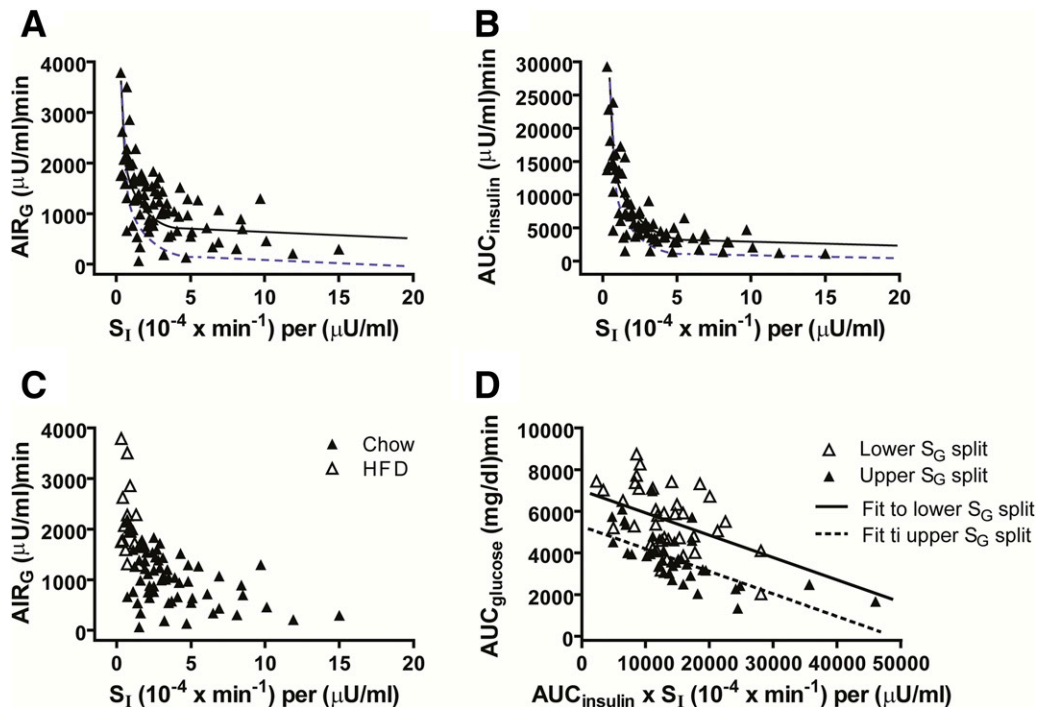 A
AIR_G (μU/ml)min
4000
3000
2000
1000
0
0 5 10 15 20
S_I (10^-4 x min^-1) per (μU/ml)
B
AUC_insulin (μU/ml)min
30000
25000
20000
15000
10000
5000
0
0 5 10 15 20
S_I (10^-4 x min^-1) per (μU/ml)
C
AIR_G (μU/ml)min
4000
3000
2000
1000
0
0 5 10 15 20
S_I (10^-4 x min^-1) per (μU/ml)
Chow
HFD
D
AUC_glucose (mg/dl)min
10000
8000
6000
4000
2000
0
0 10000 20000 30000 40000 50000
AUC_insulin x S_I (10^-4 x min^-1) per (μU/ml)
Lower S_G split
Upper S_G split
Fit to lower S_G split
Fit ti upper S_G split